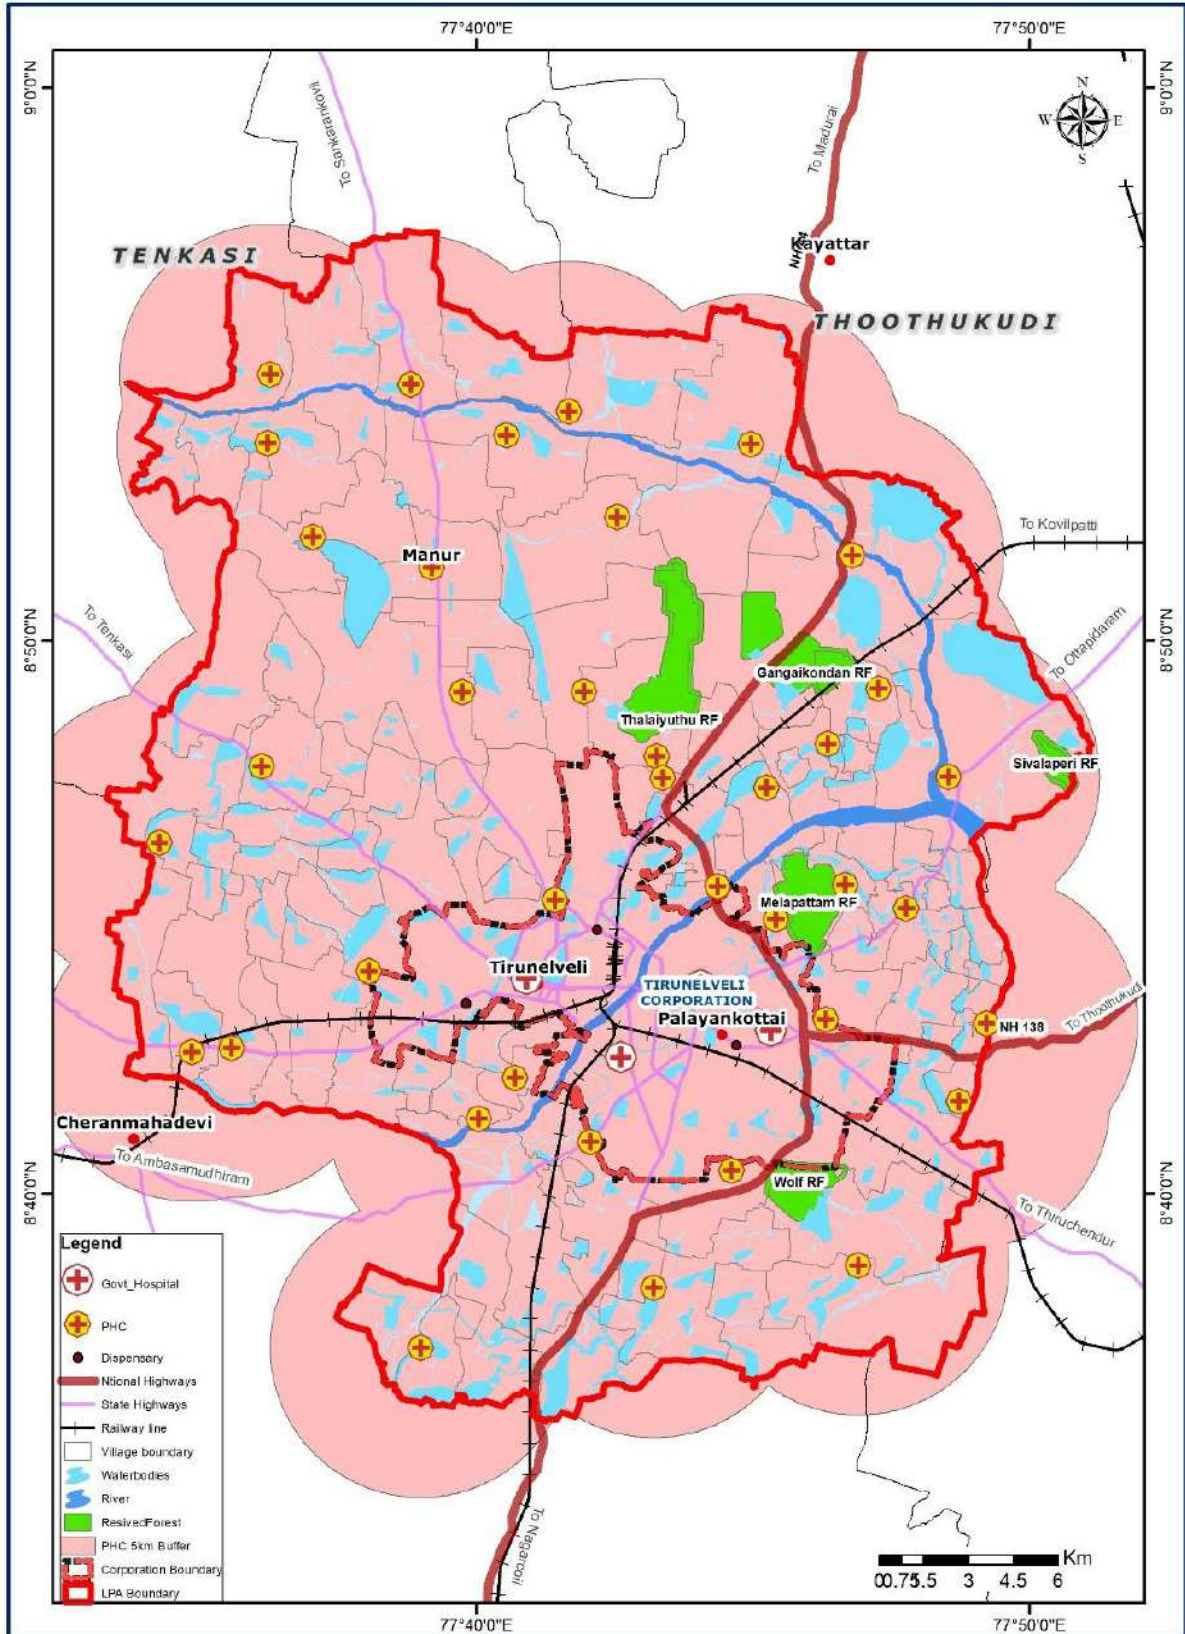 77°40'0"E
77°50'0"E
9°0'0"N
9°0'0"N
N
W
E
S
To Sankarankovil
To Madurai
TENKASI
Kayattar
THOOTHUKUDI
To Kovilpatti
Manur
To Tenkasi
8°50'0"N
8°50'0"N
To Ottapidaram
Gangaikondan RF
Thalaiyuthu RF
Sivalaperi RF
Melapattam RF
Tirunelveli
TIRUNELVELI
CORPORATION
Palayankottai
NH 138
To Thoothukudi
Cheranmahadevi
To Ambasamudhiram
Wolf RF
8°40'0"N
8°40'0"N
To Thiruchendur
Legend
Govt_Hospital
PHC
Dispensary
Ntional Highways
State Highways
Railway line
Village boundary
Waterbodies
River
ResivedForest
PHC 5km Buffer
Corporation Boundary
LPA Boundary
To Nagarcoil
Km
3
4.5
6
77°40'0"E
77°50'0"E